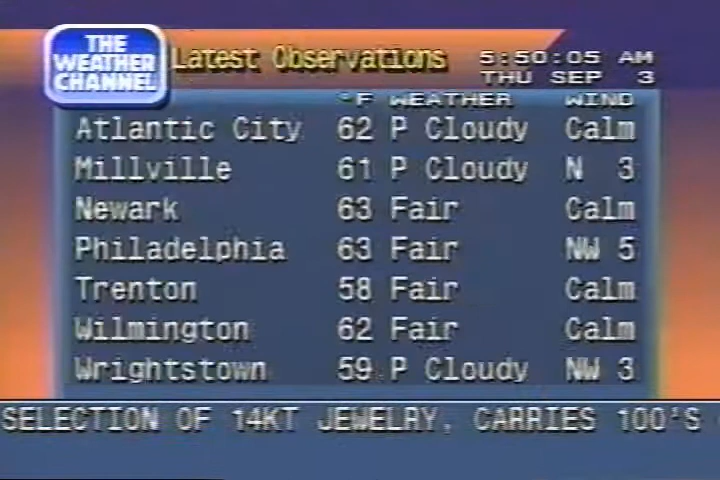 THE
WEATHER
CHANNEL
Latest Observations
5:50:05 AM
THU SEP 3
°F WEATHER WIND
Atlantic City 62 P Cloudy Calm
Millville 61 P Cloudy N 3
Newark 63 Fair Calm
Philadelphia 63 Fair NW 5
Trenton 58 Fair Calm
Wilmington 62 Fair Calm
Wrightstown 59 P Cloudy NW 3
SELECTION OF 14KT JEWELRY. CARRIES 100'S